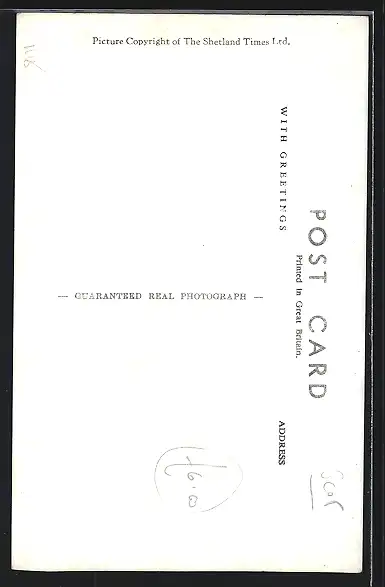 Picture Copyright of The Shetland Times Ltd.
WITH GREETINGS
POST CARD
Printed in Great Britain.
— GUARANTEED REAL PHOTOGRAPH —
ADDRESS